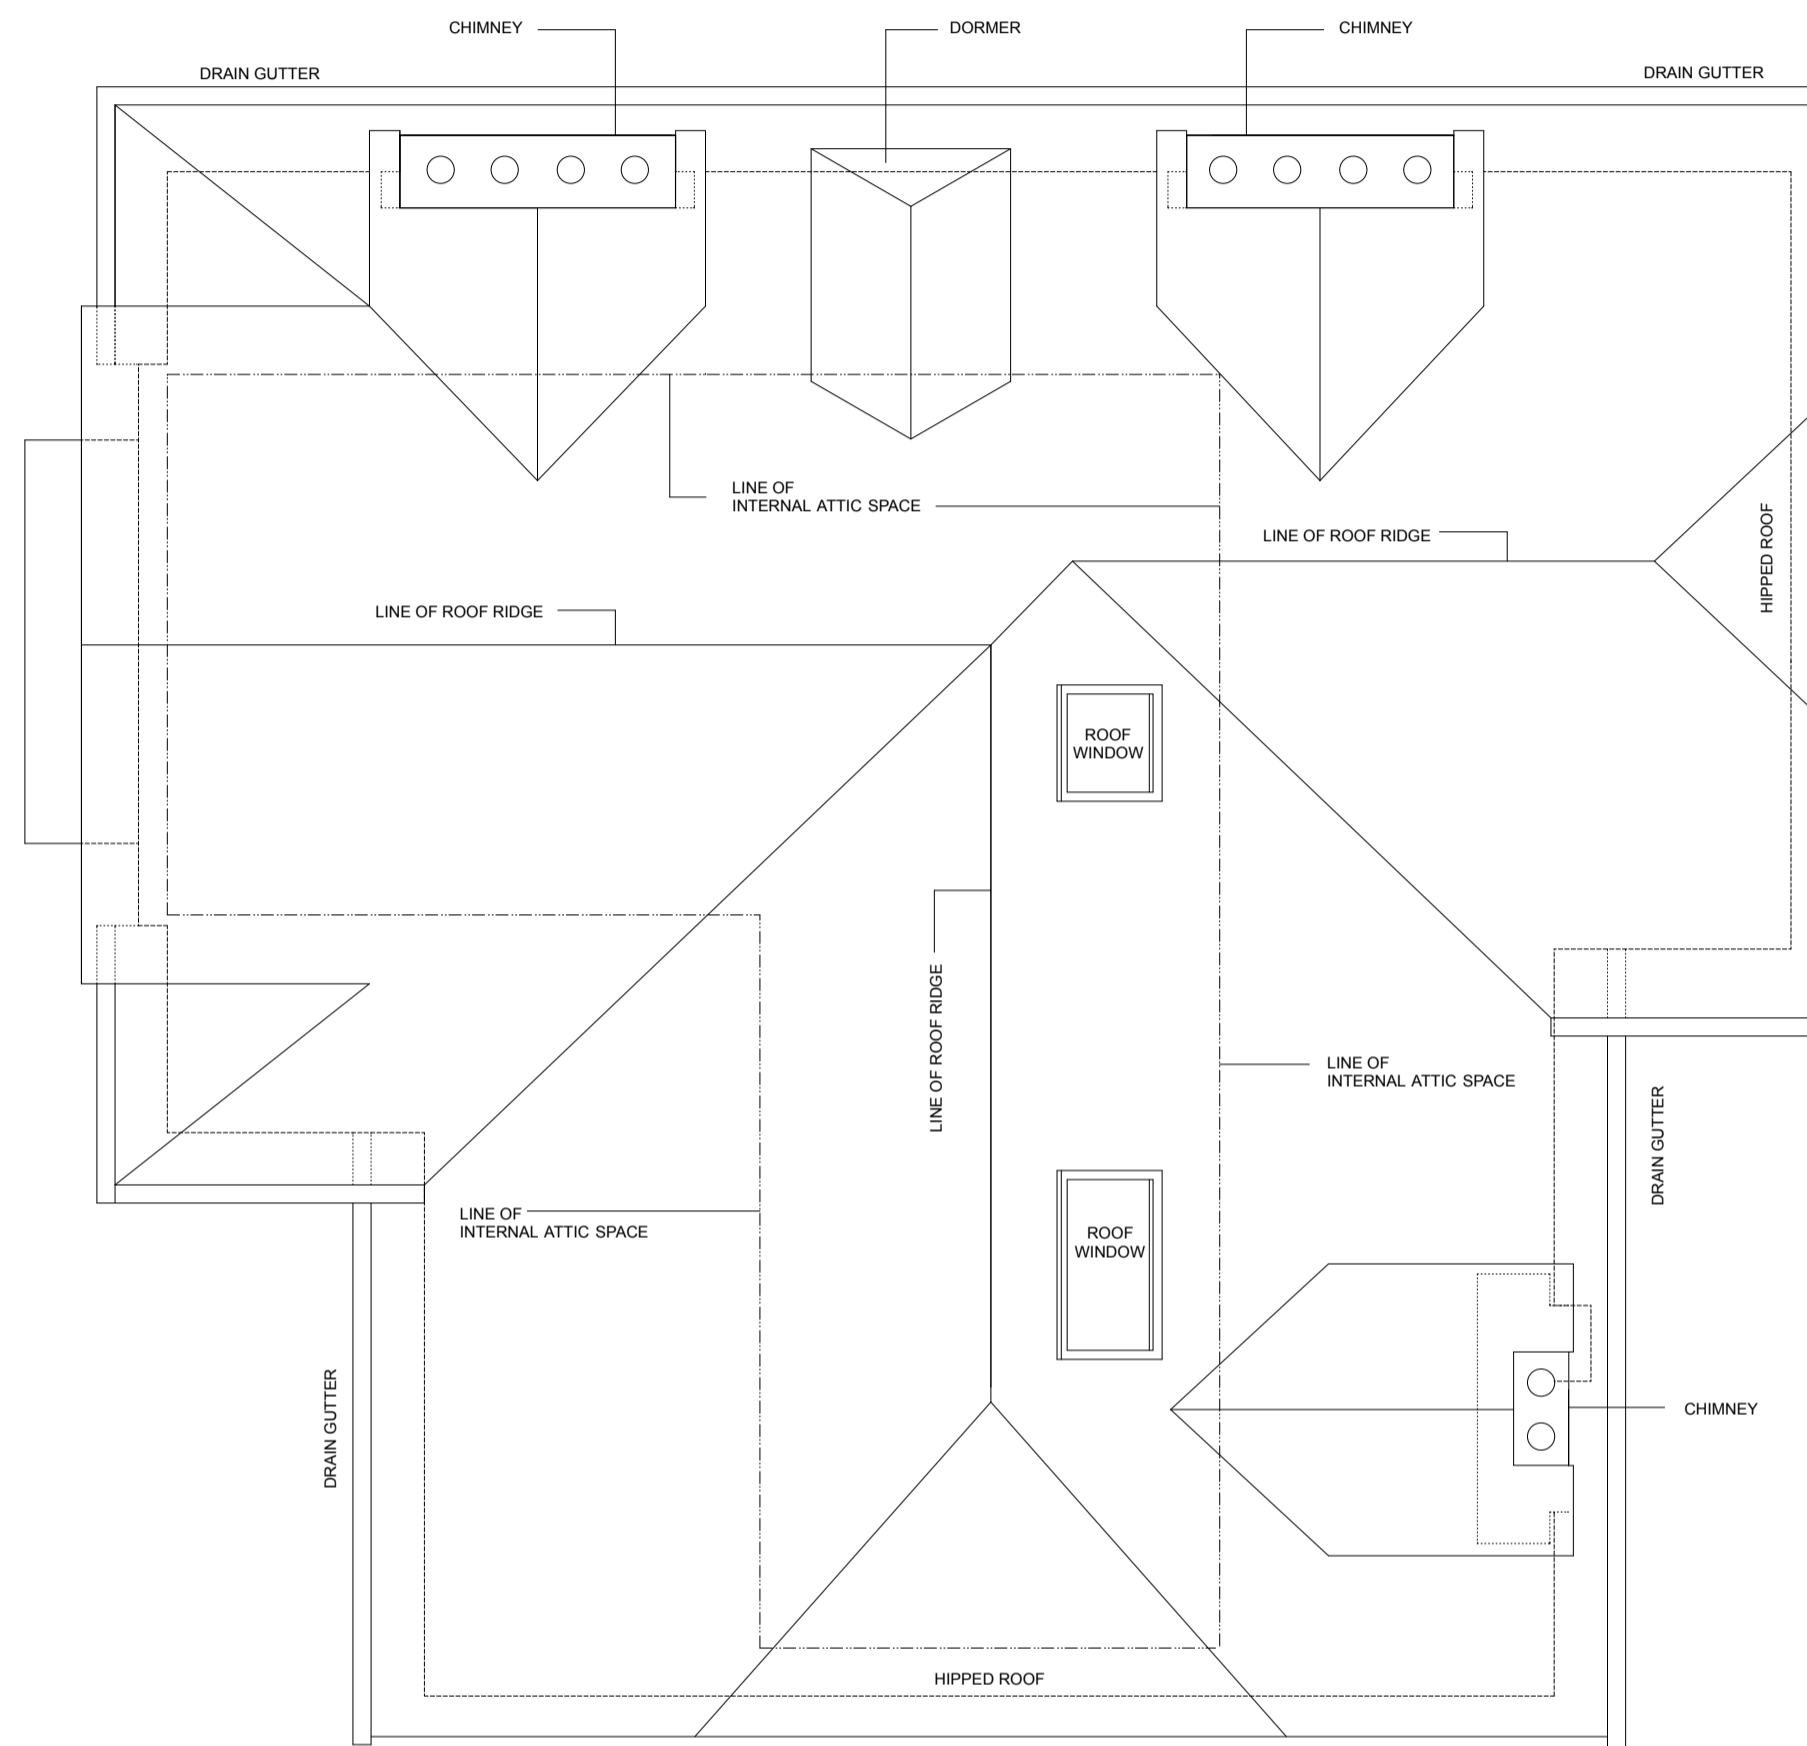 CHIMNEY
DORMER
CHIMNEY
DRAIN GUTTER
DRAIN GUTTER
LINE OF
INTERNAL ATTIC SPACE
HIPPED ROOF
LINE OF ROOF RIDGE
LINE OF ROOF RIDGE
ROOF
WINDOW
LINE OF ROOF RIDGE
LINE OF
INTERNAL ATTIC SPACE
DRAIN GUTTER
LINE OF
INTERNAL ATTIC SPACE
ROOF
WINDOW
DRAIN GUTTER
CHIMNEY
HIPPED ROOF